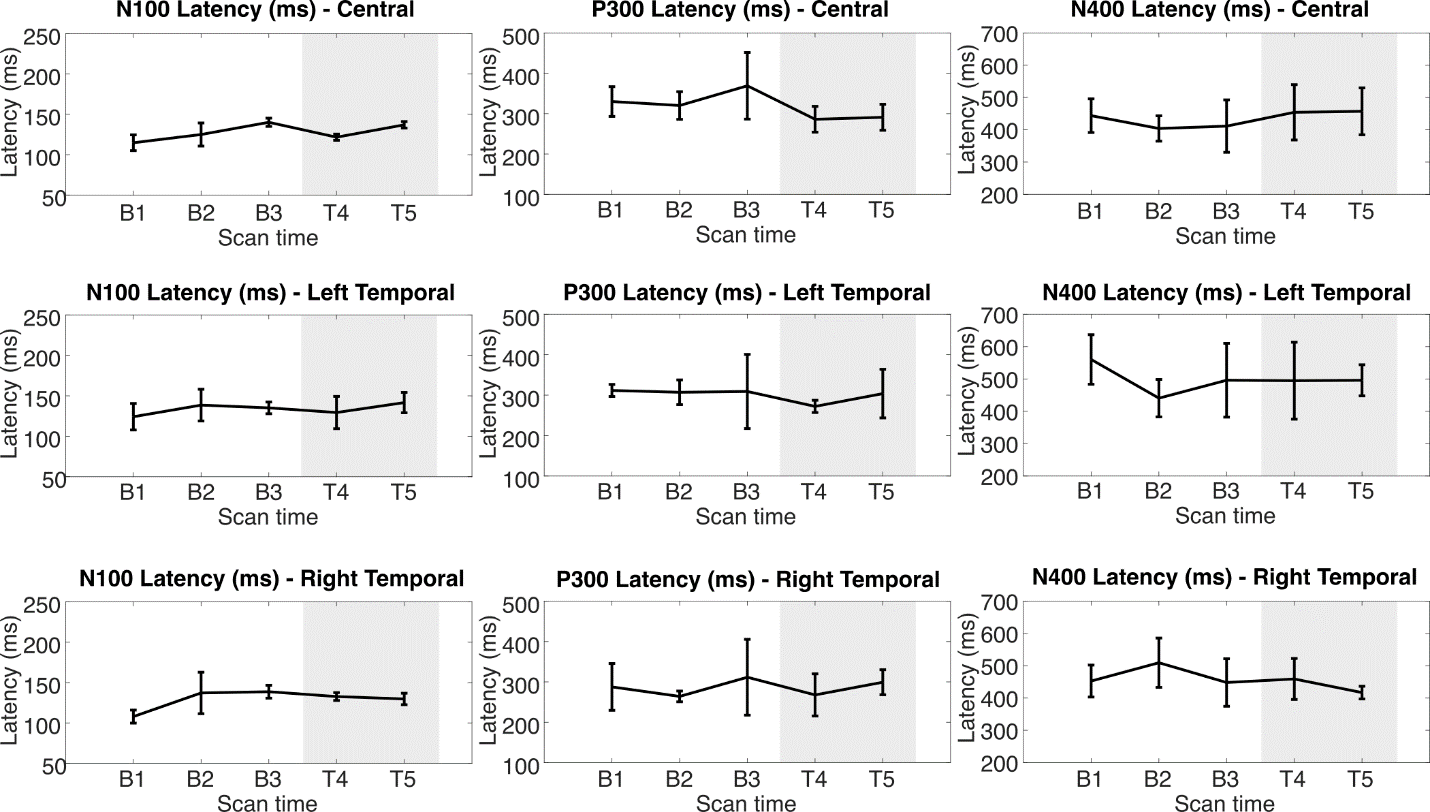 N100 Latency (ms) - Central
250
200
150
100
50
Latency (ms)
B1 B2 B3 T4 T5
Scan time
P300 Latency (ms) - Central
500
400
300
200
100
Latency (ms)
B1 B2 B3 T4 T5
Scan time
N400 Latency (ms) - Central
700
600
500
400
300
200
Latency (ms)
B1 B2 B3 T4 T5
Scan time
N100 Latency (ms) - Left Temporal
250
200
150
100
50
Latency (ms)
B1 B2 B3 T4 T5
Scan time
P300 Latency (ms) - Left Temporal
500
400
300
200
100
Latency (ms)
B1 B2 B3 T4 T5
Scan time
N400 Latency (ms) - Left Temporal
700
600
500
400
300
200
Latency (ms)
B1 B2 B3 T4 T5
Scan time
N100 Latency (ms) - Right Temporal
250
200
150
100
50
Latency (ms)
B1 B2 B3 T4 T5
Scan time
P300 Latency (ms) - Right Temporal
500
400
300
200
100
Latency (ms)
B1 B2 B3 T4 T5
Scan time
N400 Latency (ms) - Right Temporal
700
600
500
400
300
200
Latency (ms)
B1 B2 B3 T4 T5
Scan time